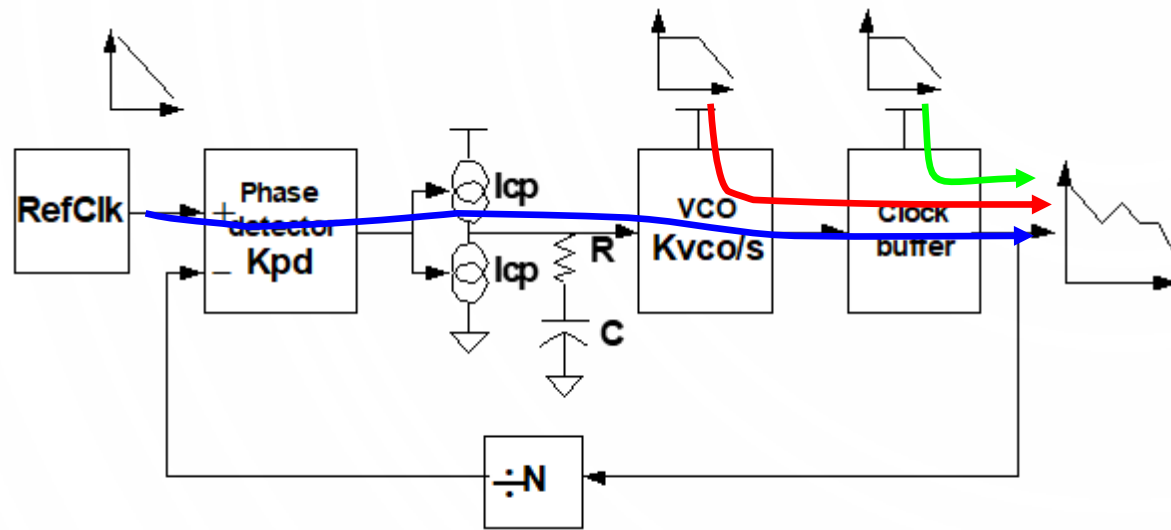 RefClk
+
Phase
detector
Kpd
−
Icp
Icp
R
C
VCO
Kvco/s
Clock
buffer
÷N